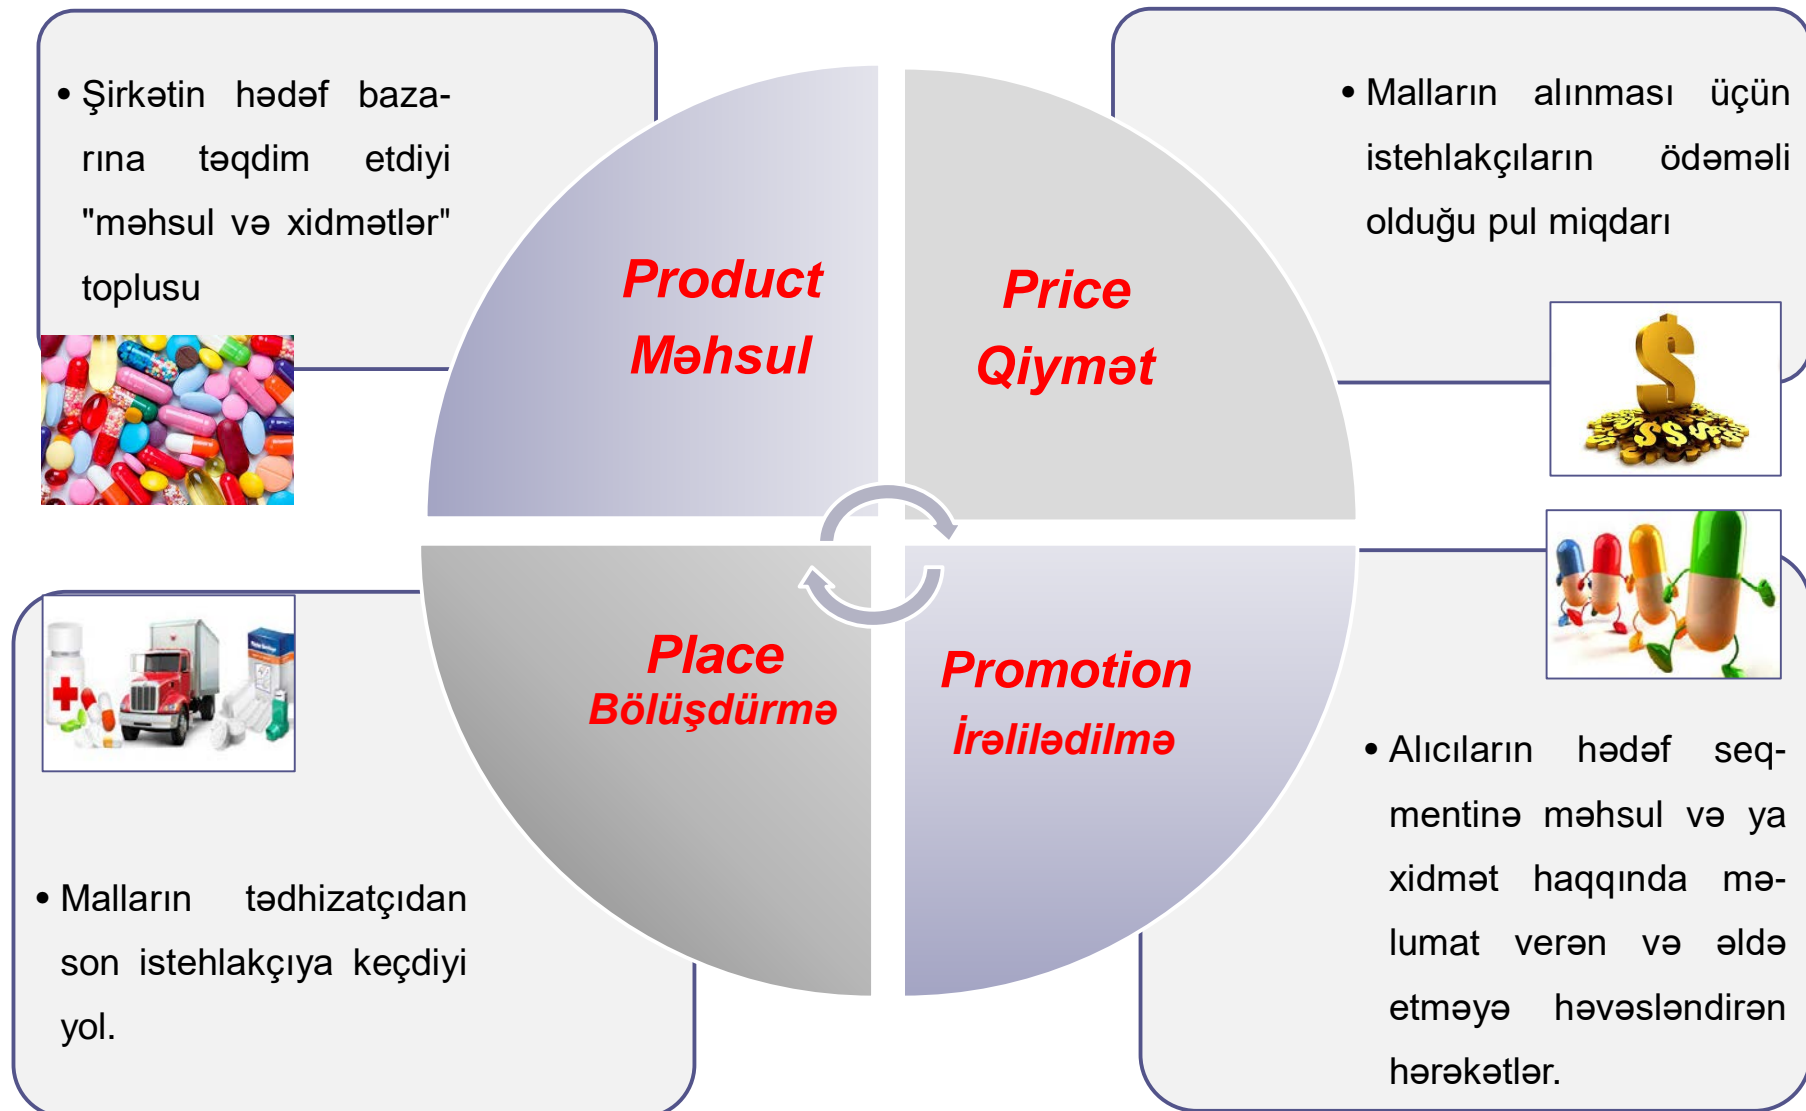 • Şirkətin hədəf baza-
rına təqdim etdiyi
"məhsul və xidmətlər"
toplusu
Product
Məhsul
• Malların alınması üçün
istehlakçıların ödəməli
olduğu pul miqdarı
Price
Qiymət
Place
Bölüşdürmə
• Malların tədhizatçıdan
son istehlakçıya keçdiyi
yol.
Promotion
İrəlilədilmə
• Alıcıların hədəf seq-
mentinə məhsul və ya
xidmət haqqında mə-
lumat verən və əldə
etməyə həvəsləndirən
hərəkətlər.